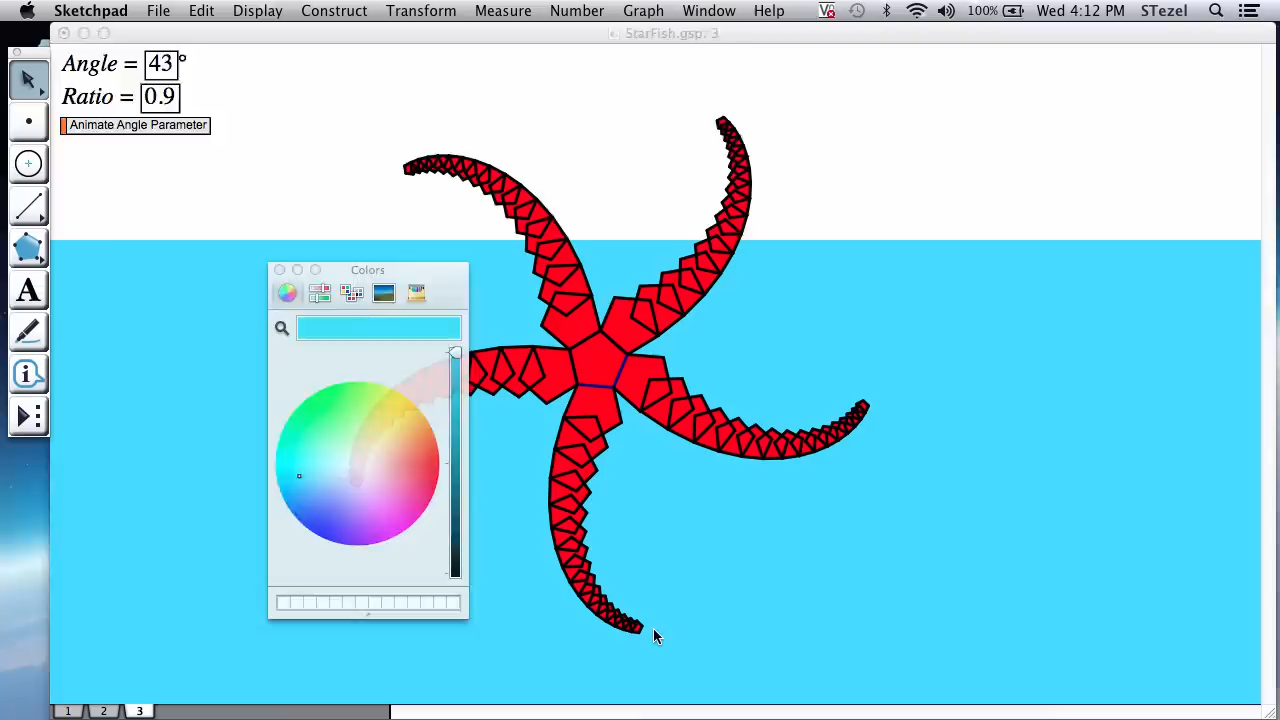 Sketchpad File Edit Display Construct Transform Measure Number Graph Window Help 100% Wed 4:12 PM STezel
StarFish.gsp: 3
Angle = 43°
Ratio = 0.9
Animate Angle Parameter
Colors
A
i
1 2 3